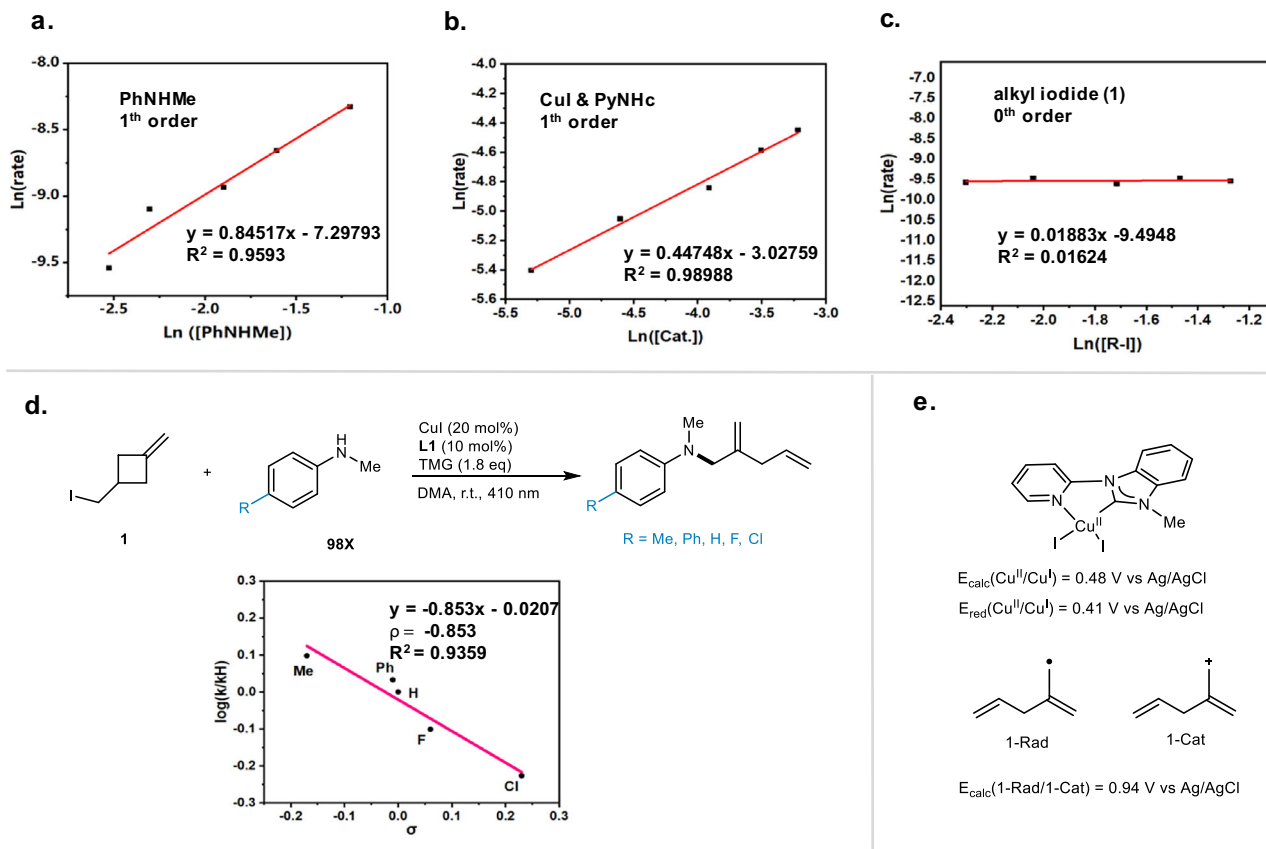 a.
-8.0
-8.5
-9.0
-9.5
-2.5
-2.0
-1.5
-1.0
Ln(rate)
Ln ([PhNHMe])
PhNHMe
1th order
y = 0.84517x - 7.29793
R2 = 0.9593
b.
-4.0
-4.2
-4.4
-4.6
-4.8
-5.0
-5.2
-5.4
-5.6
-5.0
-4.5
-4.0
-3.5
-3.0
Ln(rate)
Ln([Cat.])
CuI & PyNHc
1th order
y = 0.44748x - 3.02759
R2 = 0.98988
c.
-7.0
-7.5
-8.0
-8.5
-9.0
-9.5
-10.0
-10.5
-11.0
-11.5
-12.0
-12.5
-2.4
-2.2
-2.0
-1.8
-1.6
-1.4
-1.2
Ln(rate)
Ln([R-I])
alkyl iodide (1)
0th order
y = 0.01883x -9.4948
R2 = 0.01624
d.
I
1
+
R
H
N
Me
98X
CuI (20 mol%)
L1 (10 mol%)
TMG (1.8 eq)
DMA, r.t., 410 nm
Me
N
R
R = Me, Ph, H, F, Cl
0.3
0.2
0.1
0.0
-0.1
-0.2
-0.3
-0.2
-0.1
0.0
0.1
0.2
0.3
log(k/kH)
σ
y = -0.853x - 0.0207
ρ = -0.853
R2 = 0.9359
Me
Ph
H
F
Cl
e.
N
N
N
Me
CuII
I
I
Ecalc(CuII/CuI) = 0.48 V vs Ag/AgCl
Ered(CuII/CuI) = 0.41 V vs Ag/AgCl
+
1-Rad
1-Cat
Ecalc(1-Rad/1-Cat) = 0.94 V vs Ag/AgCl